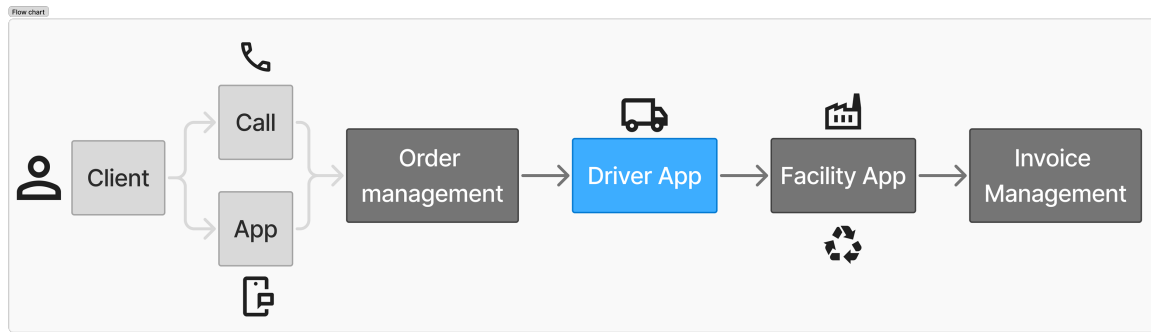 Flow chart
Client
Call
App
Order
management
Driver App
Facility App
Invoice
Management